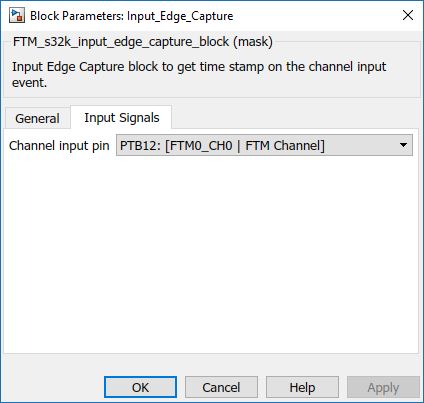 Block Parameters: Input_Edge_Capture
FTM_s32k_input_edge_capture_block (mask)
Input Edge Capture block to get time stamp on the channel input
event.
General Input Signals
Channel input pin PTB12: [FTM0_CH0 | FTM Channel]
OK Cancel Help Apply